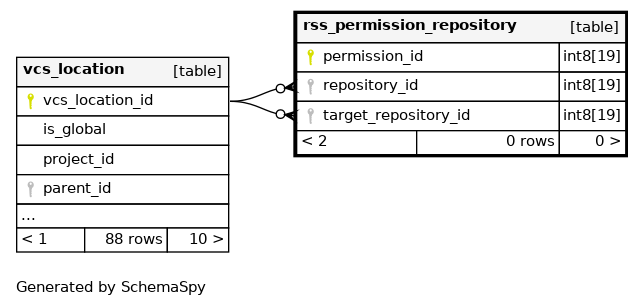 rss_permission_repository [table]
permission_id int8[19]
repository_id int8[19]
target_repository_id int8[19]
< 2 0 rows 0 >
vcs_location [table]
vcs_location_id
is_global
project_id
parent_id
...
< 1 88 rows 10 >
Generated by SchemaSpy